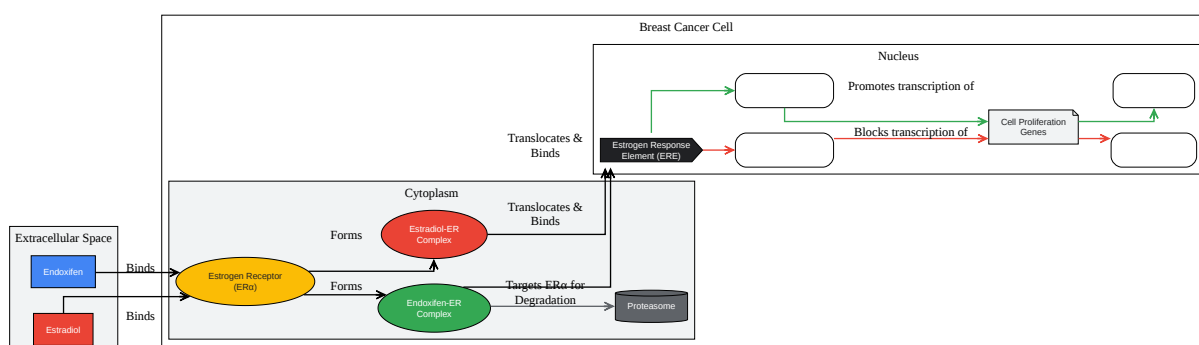 Breast Cancer Cell
Nucleus
Promotes transcription of
Cell Proliferation
Genes
Blocks transcription of
Translocates &
Binds
Estrogen Response
Element (ERE)
Cytoplasm
Translocates &
Binds
Estradiol-ER
Complex
Forms
Extracellular Space
Endoxifen
Binds
Estrogen Receptor
(ERα)
Forms
Targets ERα for
Degradation
Endoxifen-ER
Complex
Proteasome
Binds
Estradiol